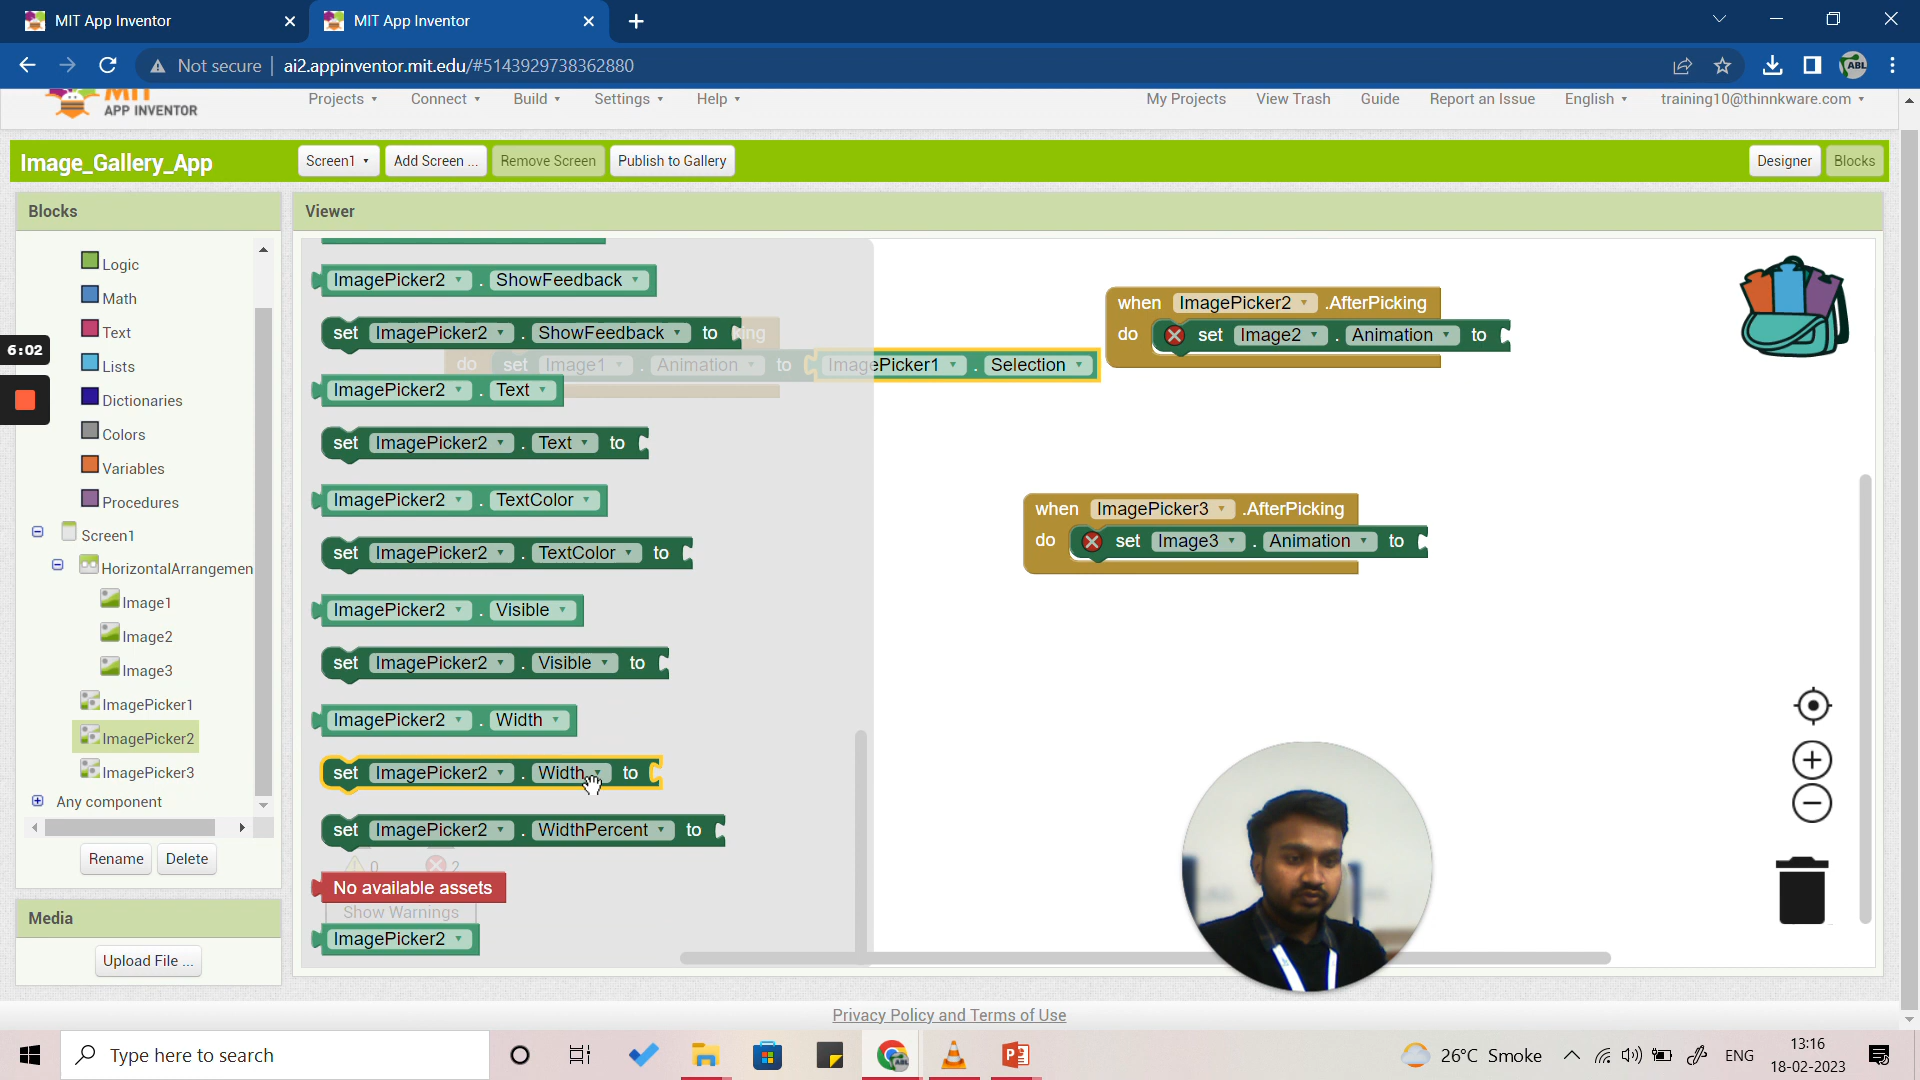 MIT App Inventor
MIT App Inventor
Not secure | ai2.appinventor.mit.edu/#5143929738362880
ABL
MIT
APP INVENTOR
Projects Connect Build Settings Help
My Projects View Trash Guide Report an Issue English training10@thinnkware.com
Image_Gallery_App
Screen1 Add Screen ... Remove Screen Publish to Gallery
Designer Blocks
Blocks
Viewer
Logic
Math
Text
Lists
Dictionaries
Colors
Variables
Procedures
Screen1
HorizontalArrangemen
Image1
Image2
Image3
ImagePicker1
ImagePicker2
ImagePicker3
Any component
Rename Delete
Media
Upload File ...
6:02
ImagePicker2 . ShowFeedback
set ImagePicker2 . ShowFeedback to
do set Image1 . Animation to ImagePicker1 . Selection
ImagePicker2 . Text
set ImagePicker2 . Text to
ImagePicker2 . TextColor
set ImagePicker2 . TextColor to
ImagePicker2 . Visible
set ImagePicker2 . Visible to
ImagePicker2 . Width
set ImagePicker2 . Width to
set ImagePicker2 . WidthPercent to
0 2
No available assets
Show Warnings
ImagePicker2
when ImagePicker2 .AfterPicking
do set Image2 . Animation to
when ImagePicker3 .AfterPicking
do set Image3 . Animation to
Privacy Policy and Terms of Use
Type here to search
26°C Smoke
ENG
13:16
18-02-2023